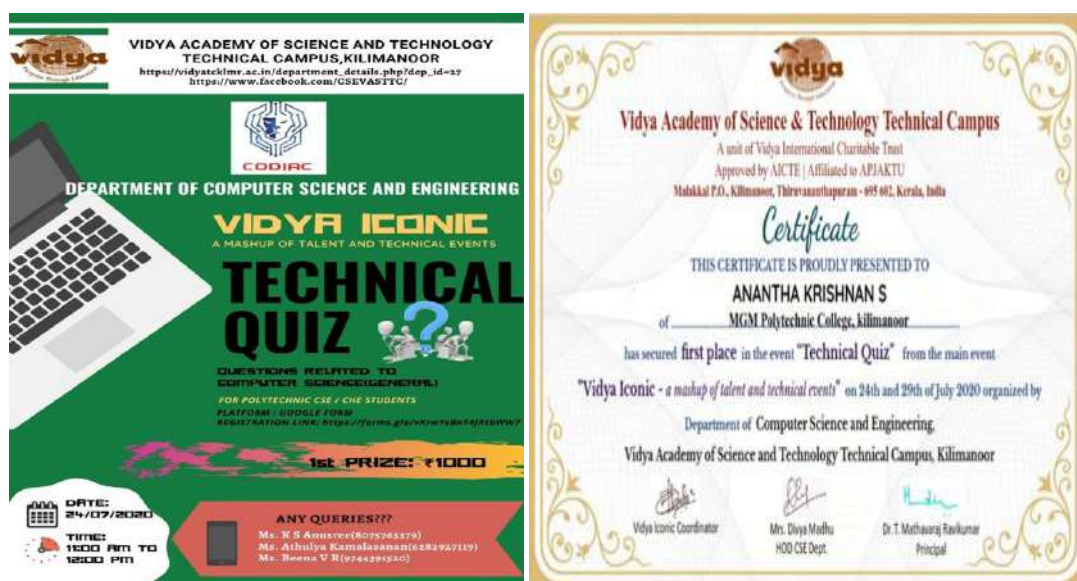 vidya
VIDYA ACADEMY OF SCIENCE AND TECHNOLOGY
TECHNICAL CAMPUS,KILIMANOOR
https://vidyatcklmr.ac.in/department_details.php?dep_id=27
https://www.facebook.com/CSEVASTTC/
CODIAC
DEPARTMENT OF COMPUTER SCIENCE AND ENGINEERING
VIDYA ICONIC
A MASHUP OF TALENT AND TECHNICAL EVENTS
TECHNICAL
QUIZ
QUESTIONS RELATED TO
COMPUTER SCIENCE(GENERAL)
FOR POLYTECHNIC CSE / CHE STUDENTS
PLATFORM : GOOGLE FORM
REGISTRATION LINK:
1st PRIZE: ₹1000
DATE:
24/07/2020
TIME:
11:00 AM TO
12:00 PM
ANY QUERIES???
Ms. K S Anusree(8075763379)
Ms. Athulya Kamalasanan(6282927119)
Ms. Beena V R(9744391520)
vidya
Vidya Academy of Science & Technology Technical Campus
A unit of Vidya International Charitable Trust
Approved by AICTE | Affiliated to APJAKTU
Malakkal P.O., Kilimanoor, Thiruvananthapuram - 695 602, Kerala, India
Certificate
THIS CERTIFICATE IS PROUDLY PRESENTED TO
ANANTHA KRISHNAN S
of MGM Polytechnic College, kilimanoor
has secured first place in the event "Technical Quiz" from the main event
"Vidya Iconic - a mashup of talent and technical events" on 24th and 29th of July 2020 organized by
Department of Computer Science and Engineering,
Vidya Academy of Science and Technology Technical Campus, Kilimanoor
Vidya Iconic Coordinator
Mrs. Divya Madhu
HOD CSE Dept.
Dr. T. Mathavaraj Ravikumar
Principal